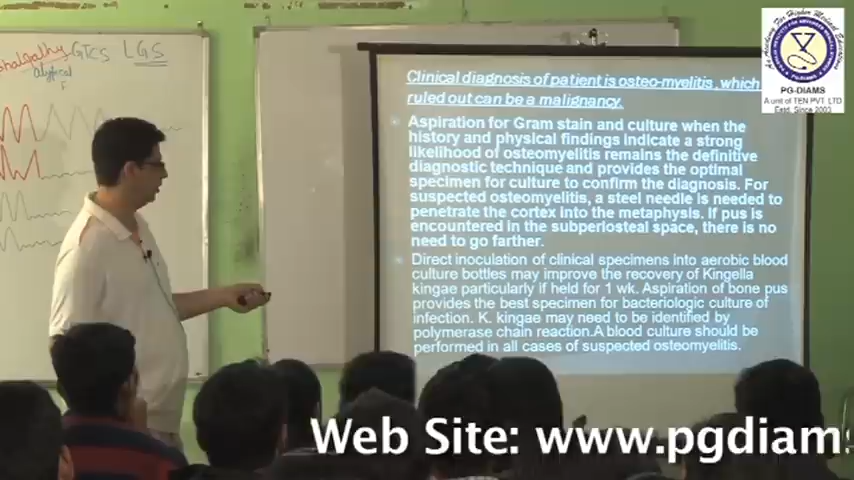 GTCS LGS
Clinical diagnosis of patient is osteo-myelitis, which
ruled out can be a malignancy.
Aspiration for Gram stain and culture when the
history and physical findings indicate a strong
likelihood of osteomyelitis remains the definitive
diagnostic technique and provides the optimal
specimen for culture to confirm the diagnosis. For
suspected osteomyelitis, a steel needle is needed to
penetrate the cortex into the metaphysis. If pus is
encountered in the subperiosteal space, there is no
need to go farther.
Direct inoculation of clinical specimens into aerobic blood
culture bottles may improve the recovery of Kingella
kingae particularly if held for 1 wk. Aspiration of bone pus
provides the best specimen for bacteriologic culture of
infection. K. kingae may need to be identified by
polymerase chain reaction.A blood culture should be
performed in all cases of suspected osteomyelitis.
PG-DIAMS
A unit of TEN PVT LTD
Estd. Since 2003
Web Site: www.pgdiams